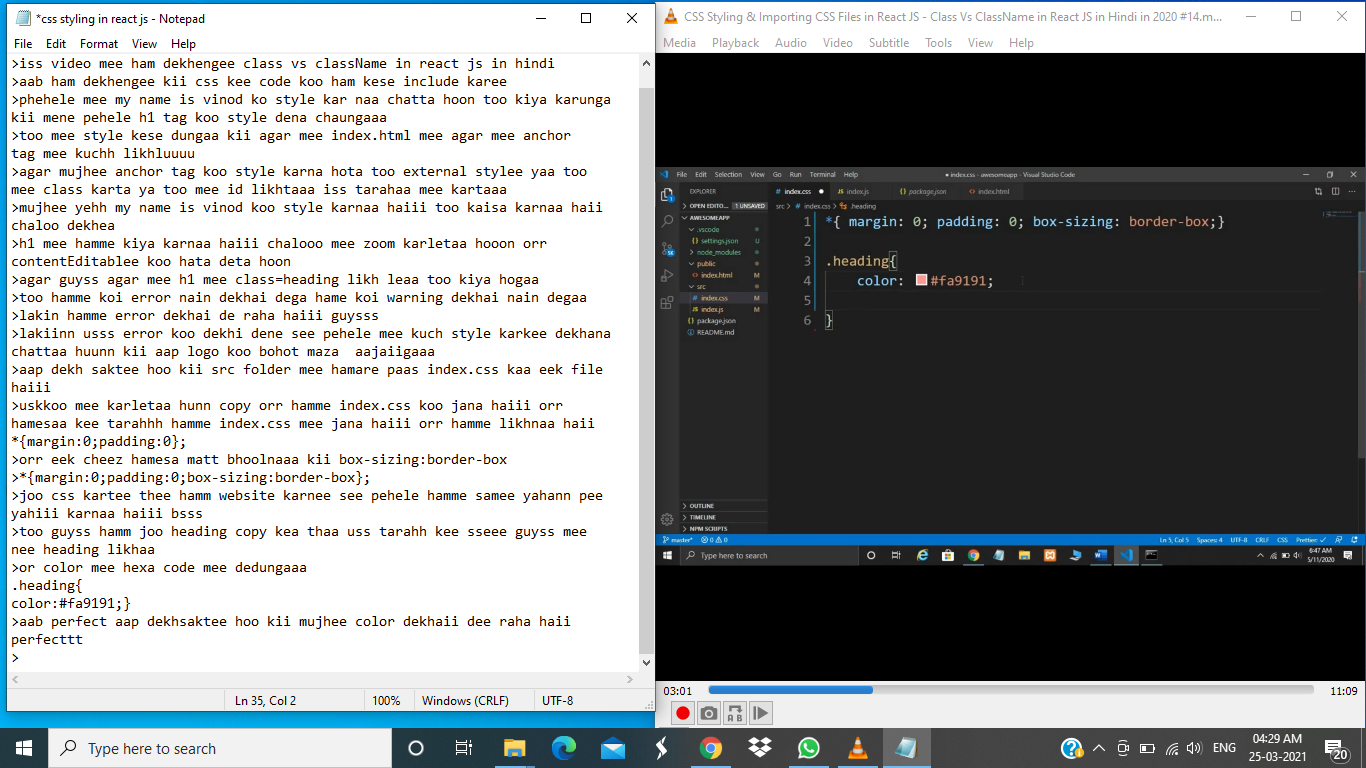 *css styling in react js - Notepad
File Edit Format View Help
>iss video mee ham dekhengee class vs className in react js in hindi
>aab ham dekhengee kii css kee code koo ham kese include karee
>phehele mee my name is vinod ko style kar naa chatta hoon too kiya karunga
kii mene pehele h1 tag koo style dena chaungaaa
>too mee style kese dungaa kii agar mee index.html mee agar mee anchor
tag mee kuchh likhluuuu
>agar mujhee anchor tag koo style karna hota too external stylee yaa too
mee class karta ya too mee id likhtaaa iss tarahaa mee kartaaa
>mujhee yehh my name is vinod koo style karnaa haiii too kaisa karnaa haii
chaloo dekhea
>h1 mee hamme kiya karnaa haiii chalooo mee zoom karletaa hooon orr
contentEditablee koo hata deta hoon
>agar guyss agar mee h1 mee class=heading likh leaa too kiya hogaa
>too hamme koi error nain dekhai dega hame koi warning dekhai nain degaa
>lakin hamme error dekhai de raha haiii guysss
>lakiinn usss error koo dekhi dene see pehele mee kuch style karkee dekhana
chattaa huunn kii aap logo koo bohot maza  aajaiigaaa
>aap dekh saktee hoo kii src folder mee hamare paas index.css kaa eek file
haiii
>uskkoo mee karletaa hunn copy orr hamme index.css koo jana haiii orr
hamesaa kee tarahhh hamme index.css mee jana haiii orr hamme likhnaa haii
*{margin:0;padding:0};
>orr eek cheez hamesa matt bhoolnaaa kii box-sizing:border-box
>*{margin:0;padding:0;box-sizing:border-box};
>joo css kartee thee hamm website karnee see pehele hamme samee yahann pee
yahiii karnaa haiii bsss
>too guyss hamm joo heading copy kea thaa uss tarahh kee sseee guyss mee
nee heading likhaa
>or color mee hexa code mee dedungaaa
.heading{
color:#fa9191;}
>aab perfect aap dekhsaktee hoo kii mujhee color dekhaii dee raha haii
perfecttt
>
Ln 35, Col 2 100% Windows (CRLF) UTF-8
CSS Styling & Importing CSS Files in React JS - Class Vs ClassName in React JS in Hindi in 2020 #14.m...
Media Playback Audio Video Subtitle Tools View Help
File Edit Selection View Go Run Terminal Help
● index.css - awesomeapp - Visual Studio Code
EXPLORER
# index.css ● index.js package.json <> index.html
OPEN EDITO... 1 UNSAVED
src > # index.css > .heading
AWESOMEAPP
.vscode
settings.json U
node_modules
public
<> index.html M
src
# index.css M
index.js M
package.json
README.md
OUTLINE
TIMELINE
NPM SCRIPTS
1 *{ margin: 0; padding: 0; box-sizing: border-box;}
2
3 .heading{
4 color: #fa9191;
5
6 }
master* 0 0
Ln 5, Col 5 Spaces: 4 UTF-8 CRLF CSS Prettier: ✓
Type here to search
6:47 AM
5/11/2020
03:01
11:09
Type here to search
ENG
04:29 AM
25-03-2021
20